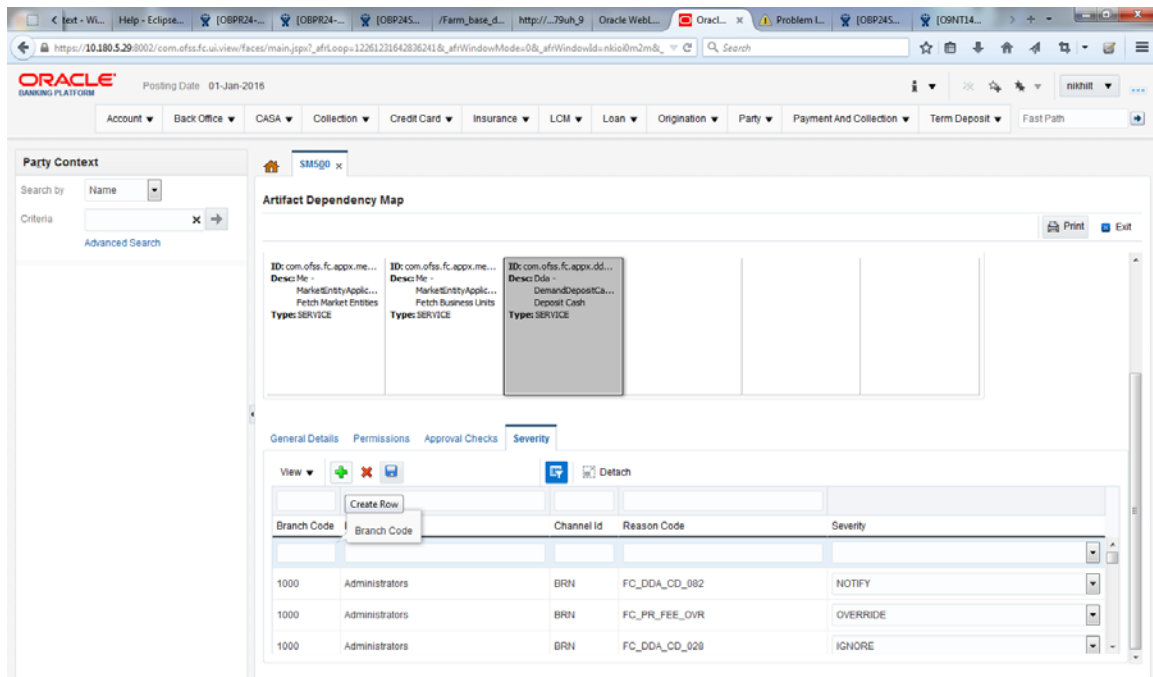 text - Wi... Help - Eclipse... [OBPR24-... [OBPR24-... [OBP245... /Farm_base_d... http://...79uh_9 Oracle WebL... Oracl... x Problem I... [OBP245... [O9NT14...
https://10.180.5.29:8002/com.ofss.fc.ui.view/faces/main.jspx?_afrLoop=12261231642836241&_afrWindowMode=0&_afrWindowId=nkioi0m2m&_ Search
ORACLE
BANKING PLATFORM
Posting Date 01-Jan-2016
nikhilt
Account Back Office CASA Collection Credit Card Insurance LCM Loan Origination Party Payment And Collection Term Deposit Fast Path
Party Context
Search by Name
Criteria
Advanced Search
SM500 x
Artifact Dependency Map
Print Exit
ID: com.ofss.fc.appx.me... ID: com.ofss.fc.appx.me... ID: com.ofss.fc.appx.dd...
Desc: Me - Desc: Me - Desc: Dda -
MarketEntityApplic... MarketEntityApplic... DemandDepositCa...
Fetch Market Entities Fetch Business Units Deposit Cash
Type: SERVICE Type: SERVICE Type: SERVICE
General Details Permissions Approval Checks Severity
View Detach
Create Row
Branch Code Channel Id Reason Code Severity
Branch Code
1000 Administrators BRN FC_DDA_CD_082 NOTIFY
1000 Administrators BRN FC_PR_FEE_OVR OVERRIDE
1000 Administrators BRN FC_DDA_CD_028 IGNORE